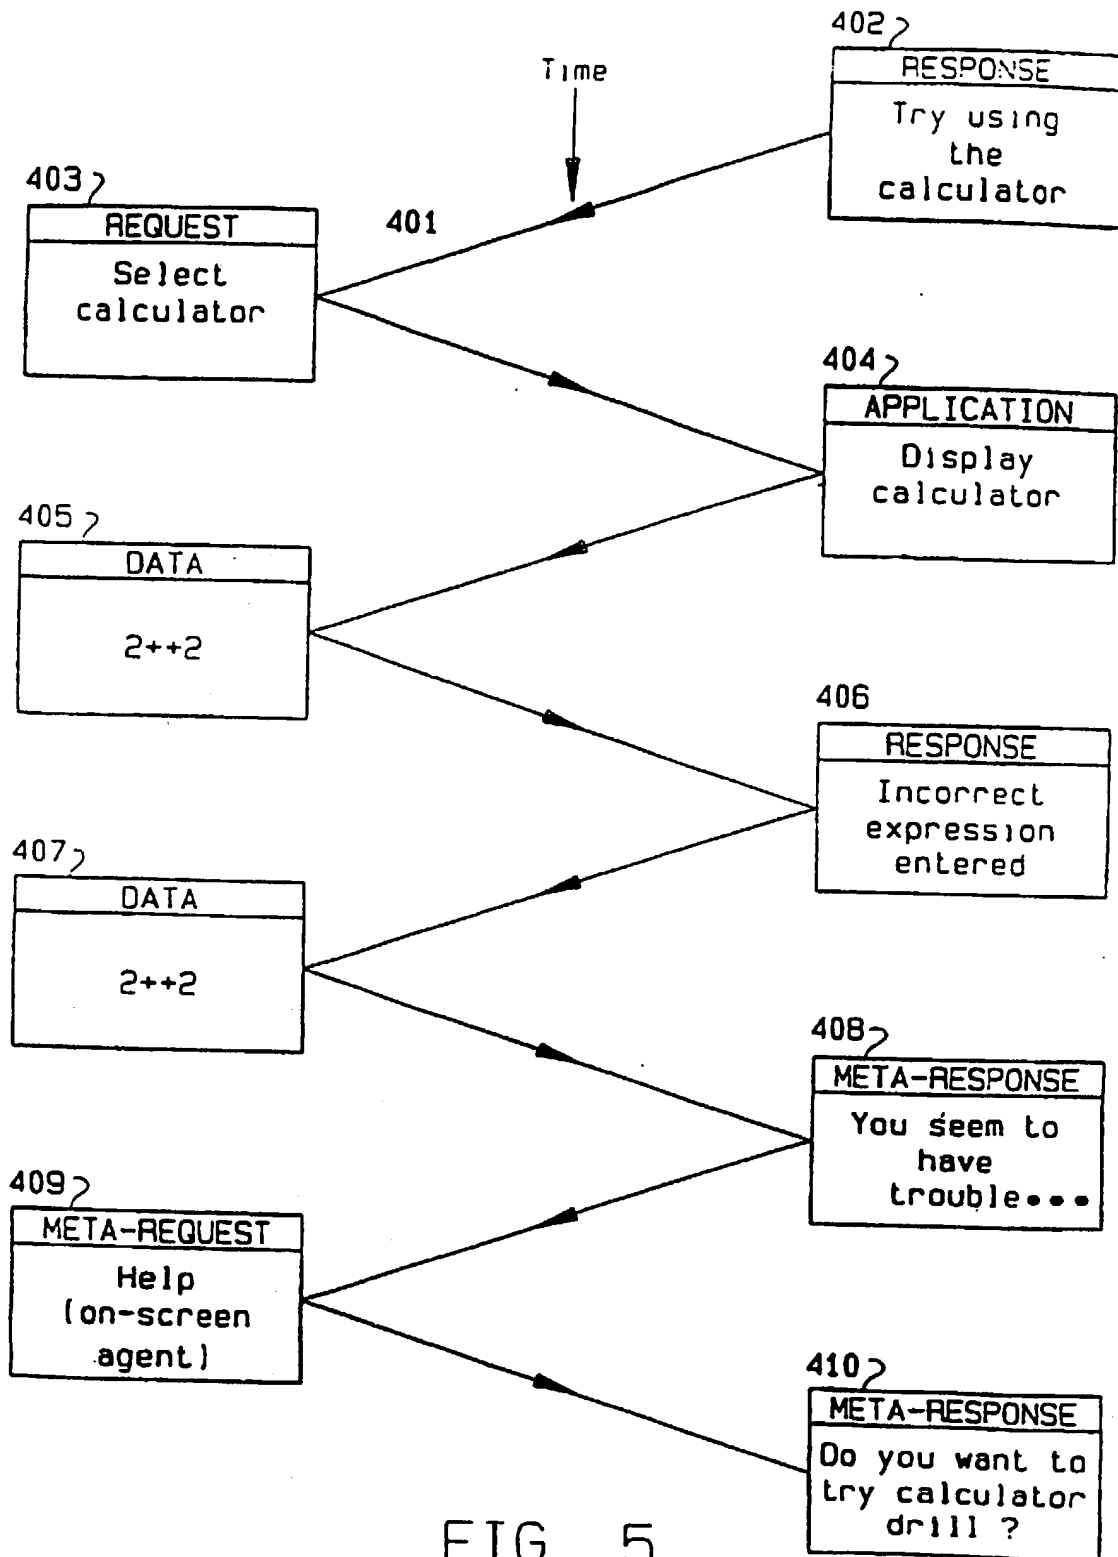 402
RESPONSE
Try using
the
calculator
Time
403
REQUEST
Select
calculator
401
404
APPLICATION
Display
calculator
405
DATA
2++2
406
RESPONSE
Incorrect
expression
entered
407
DATA
2++2
408
META-RESPONSE
You seem to
have
trouble•••
409
META-REQUEST
Help
(on-screen
agent)
410
META-RESPONSE
Do you want to
try calculator
drill ?
FIG. 5